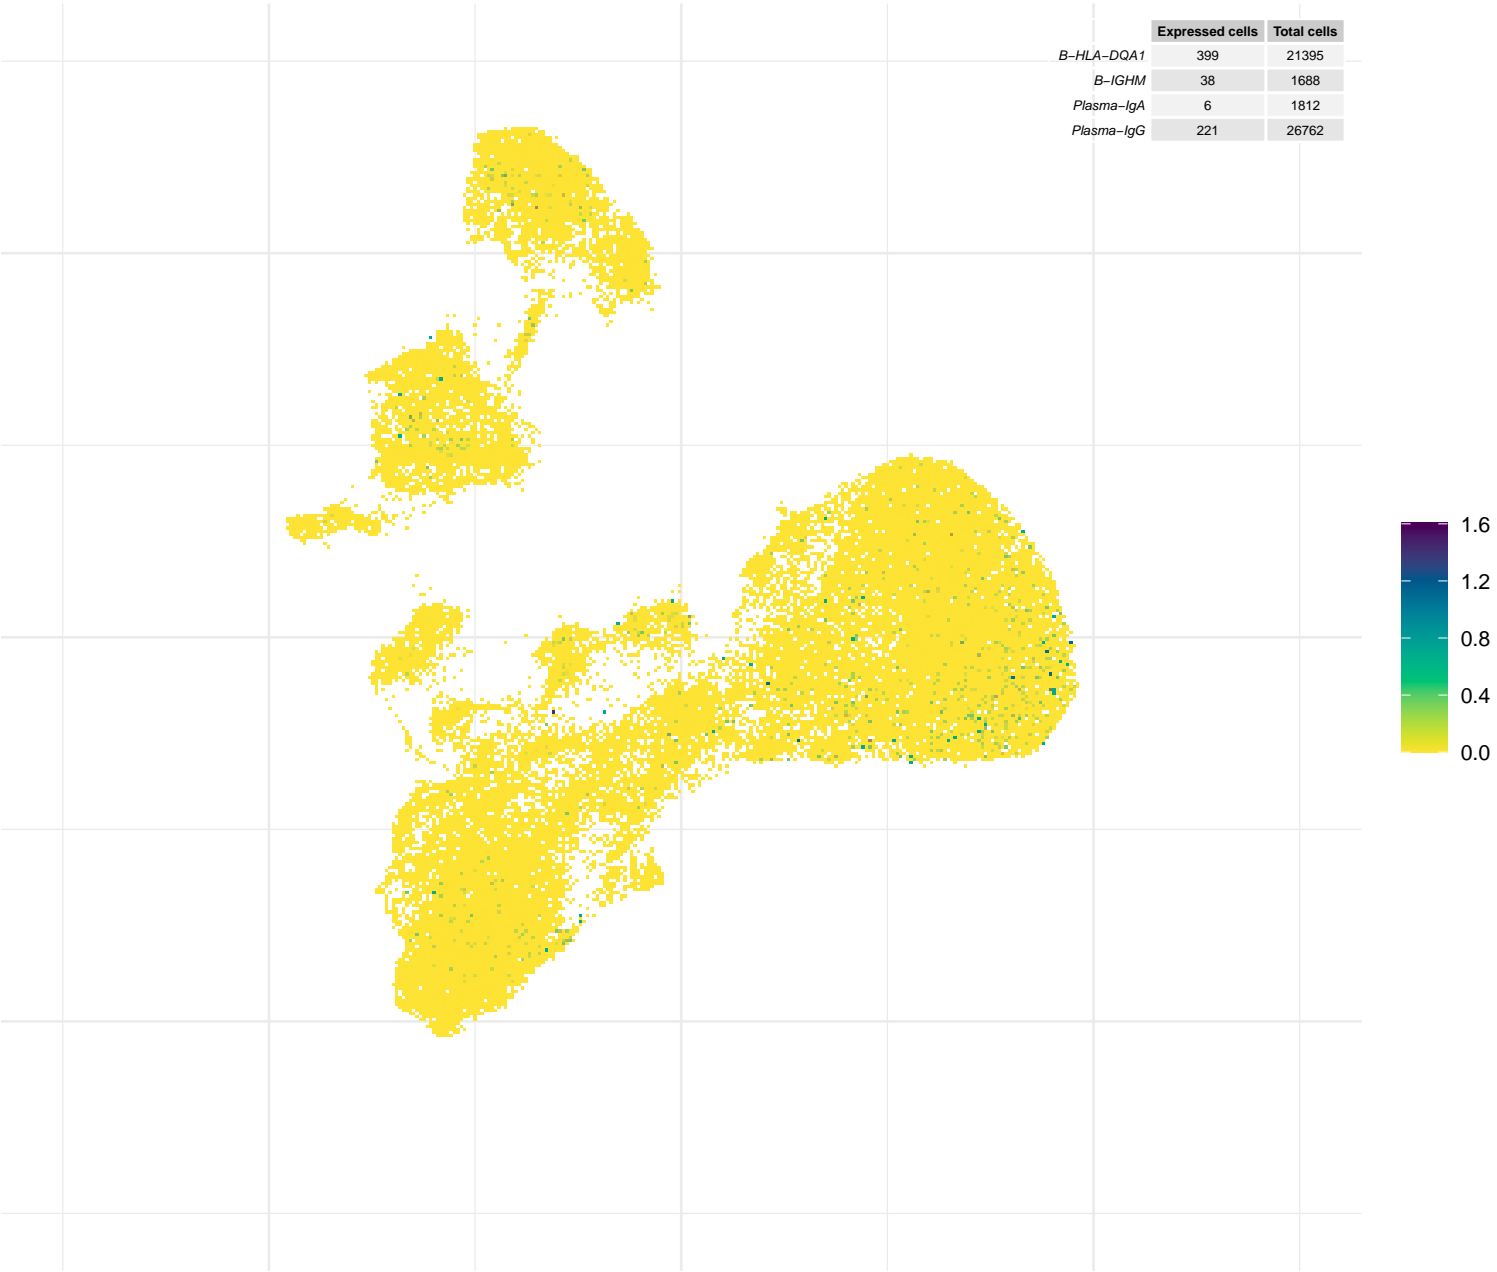 Expressed cells Total cells
B−HLA−DQA1 399 21395
B−IGHM 38 1688
Plasma−IgA 6 1812
Plasma−IgG 221 26762
1.6
1.2
0.8
0.4
0.0